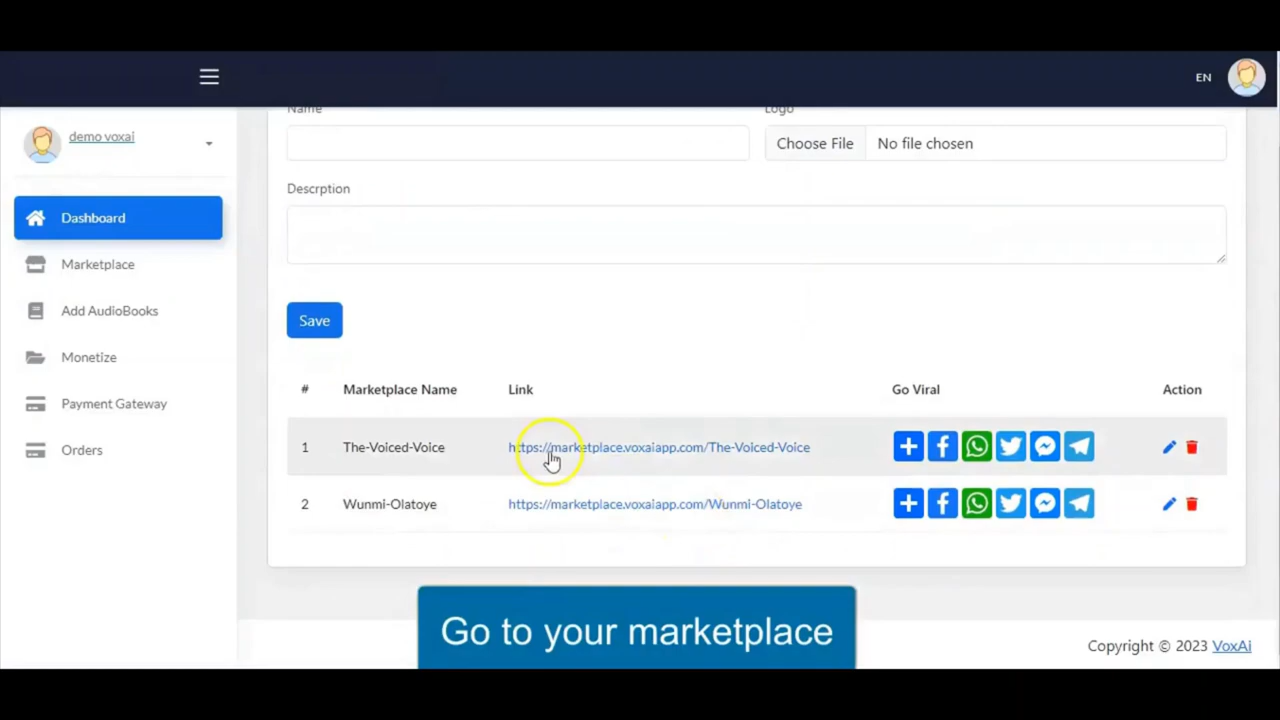 EN
demo voxai
Name
Logo
Choose File No file chosen
Descrption
Dashboard
Marketplace
Add AudioBooks
Monetize
Payment Gateway
Orders
Save
# Marketplace Name Link Go Viral Action
1 The-Voiced-Voice https://marketplace.voxaiapp.com/The-Voiced-Voice
2 Wunmi-Olatoye https://marketplace.voxaiapp.com/Wunmi-Olatoye
Go to your marketplace
Copyright © 2023 VoxAi